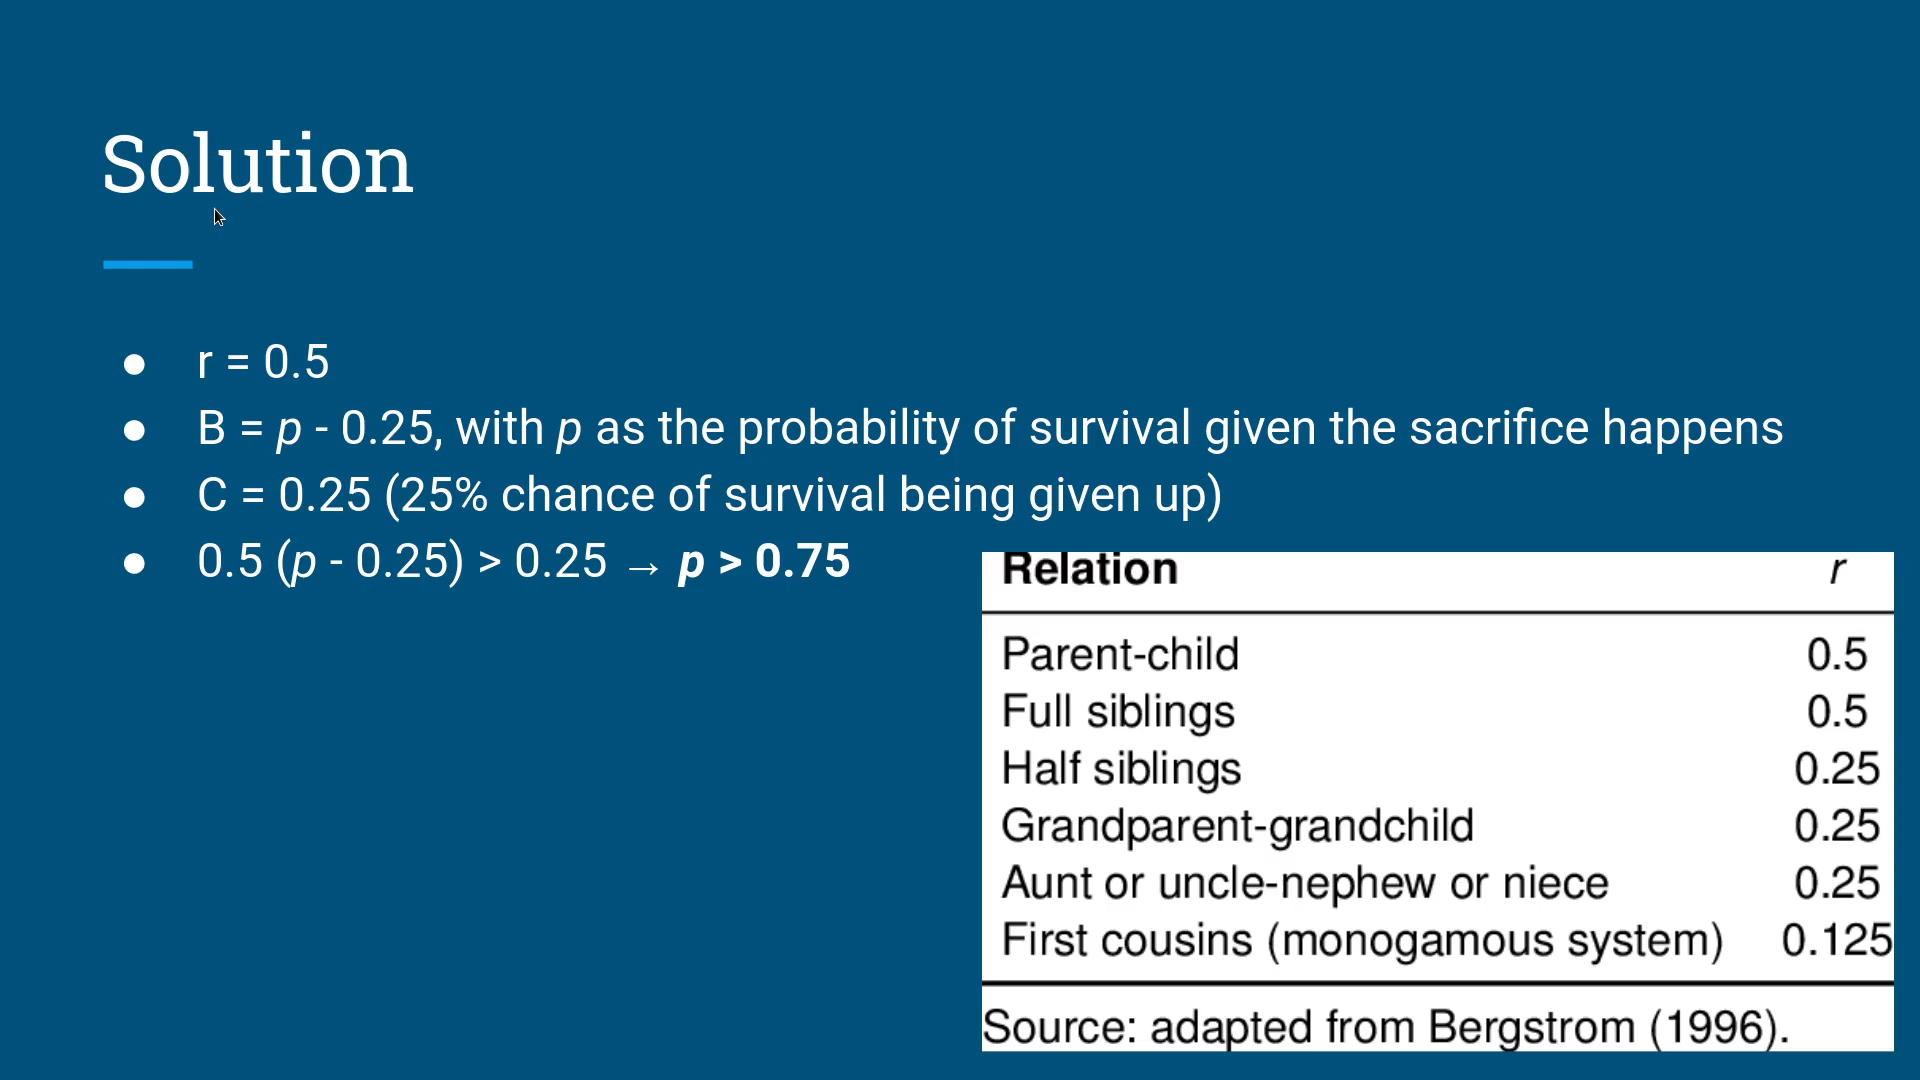 Solution
● r = 0.5
● B = p - 0.25, with p as the probability of survival given the sacrifice happens
● C = 0.25 (25% chance of survival being given up)
● 0.5 (p - 0.25) > 0.25 → p > 0.75
Relation r
Parent-child 0.5
Full siblings 0.5
Half siblings 0.25
Grandparent-grandchild 0.25
Aunt or uncle-nephew or niece 0.25
First cousins (monogamous system) 0.125
Source: adapted from Bergstrom (1996).